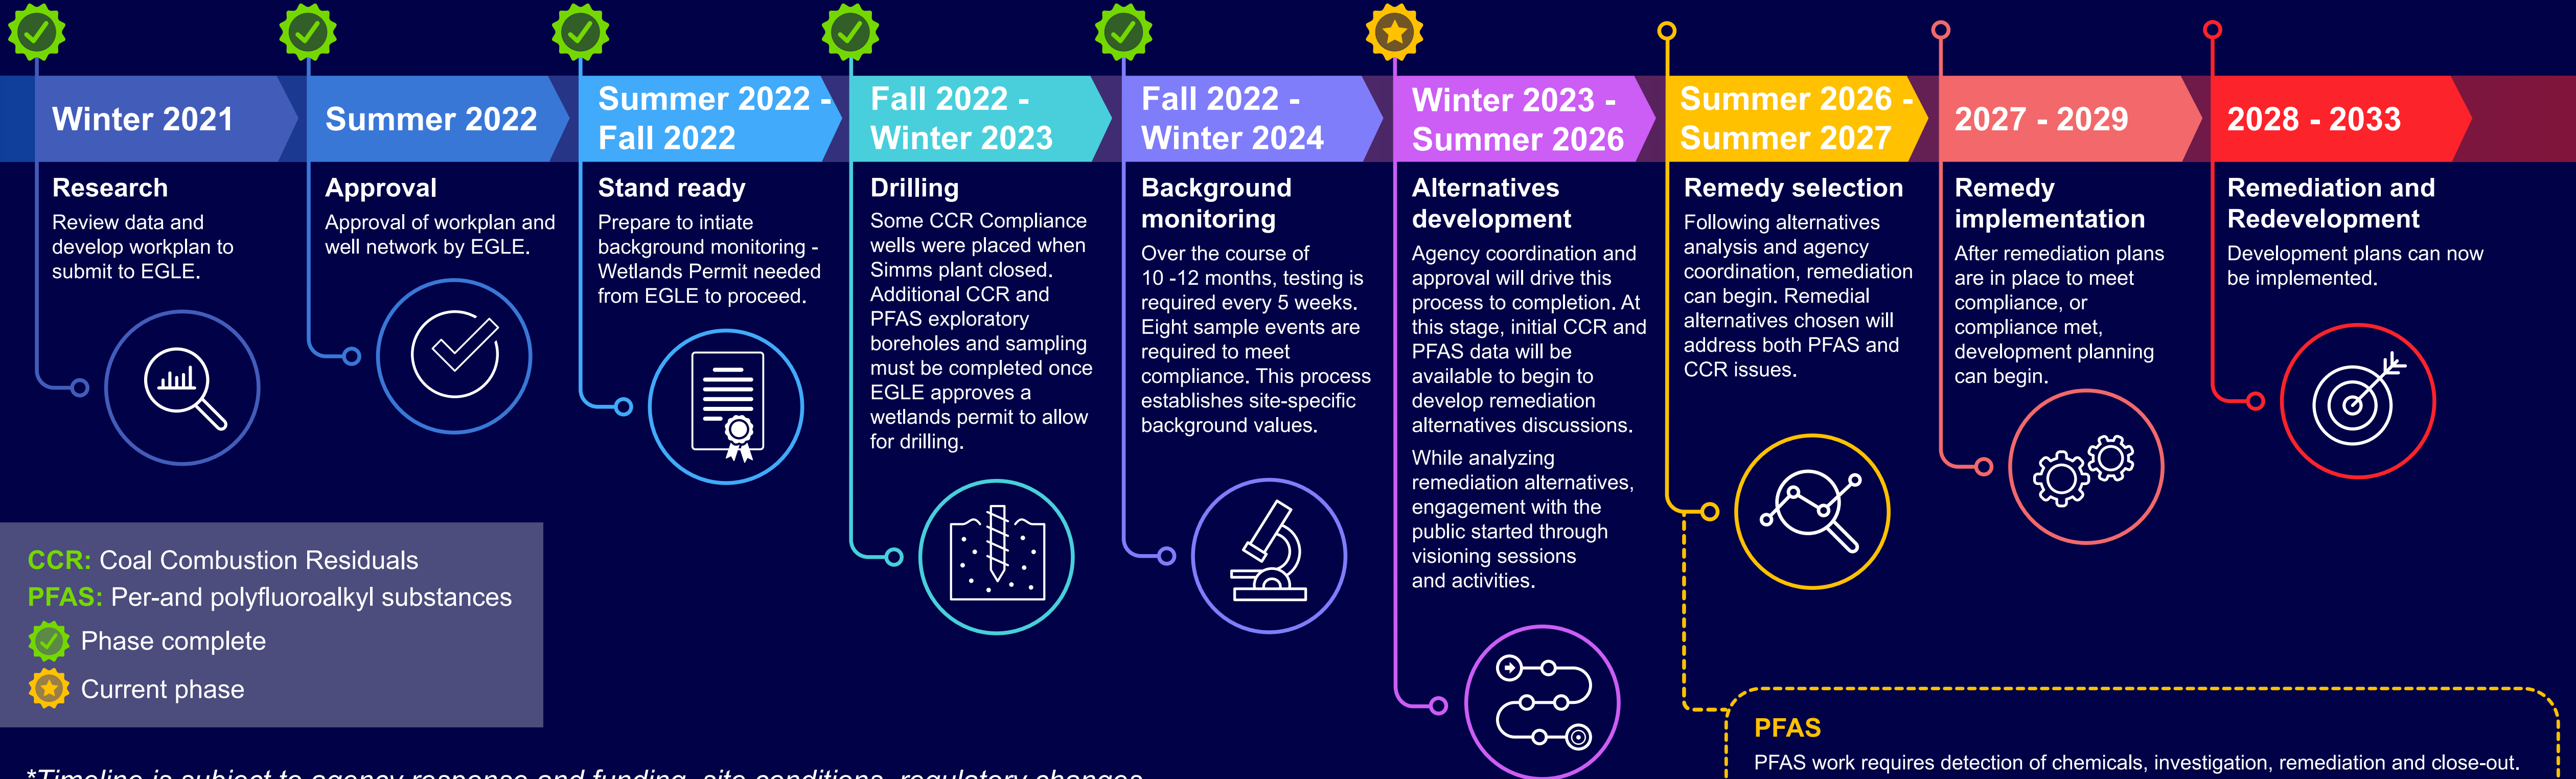 Winter 2021
Research
Review data and
develop workplan to
submit to EGLE.
Summer 2022
Approval
Approval of workplan and
well network by EGLE.
Summer 2022 -
Fall 2022
Stand ready
Prepare to intiate
background monitoring -
Wetlands Permit needed
from EGLE to proceed.
Fall 2022 -
Winter 2023
Drilling
Some CCR Compliance
wells were placed when
Simms plant closed.
Additional CCR and
PFAS exploratory
boreholes and sampling
must be completed once
EGLE approves a
wetlands permit to allow
for drilling.
Fall 2022 -
Winter 2024
Background
monitoring
Over the course of
10 -12 months, testing is
required every 5 weeks.
Eight sample events are
required to meet
compliance. This process
establishes site-specific
background values.
Winter 2023 -
Summer 2026
Alternatives
development
Agency coordination and
approval will drive this
process to completion. At
this stage, initial CCR and
PFAS data will be
available to begin to
develop remediation
alternatives discussions.
While analyzing
remediation alternatives,
engagement with the
public started through
visioning sessions
and activities.
Summer 2026 -
Summer 2027
Remedy selection
Following alternatives
analysis and agency
coordination, remediation
can begin. Remedial
alternatives chosen will
address both PFAS and
CCR issues.
2027 - 2029
Remedy
implementation
After remediation plans
are in place to meet
compliance, or
compliance met,
development planning
can begin.
2028 - 2033
Remediation and
Redevelopment
Development plans can now
be implemented.
CCR: Coal Combustion Residuals
PFAS: Per-and polyfluoroalkyl substances
Phase complete
Current phase
PFAS
PFAS work requires detection of chemicals, investigation, remediation and close-out.
*Timeline is subject to agency response and funding, site conditions, regulatory changes